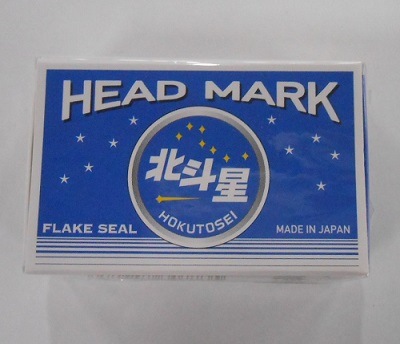 HEAD MARK
北斗星
HOKUTOSEI
FLAKE SEAL
MADE IN JAPAN